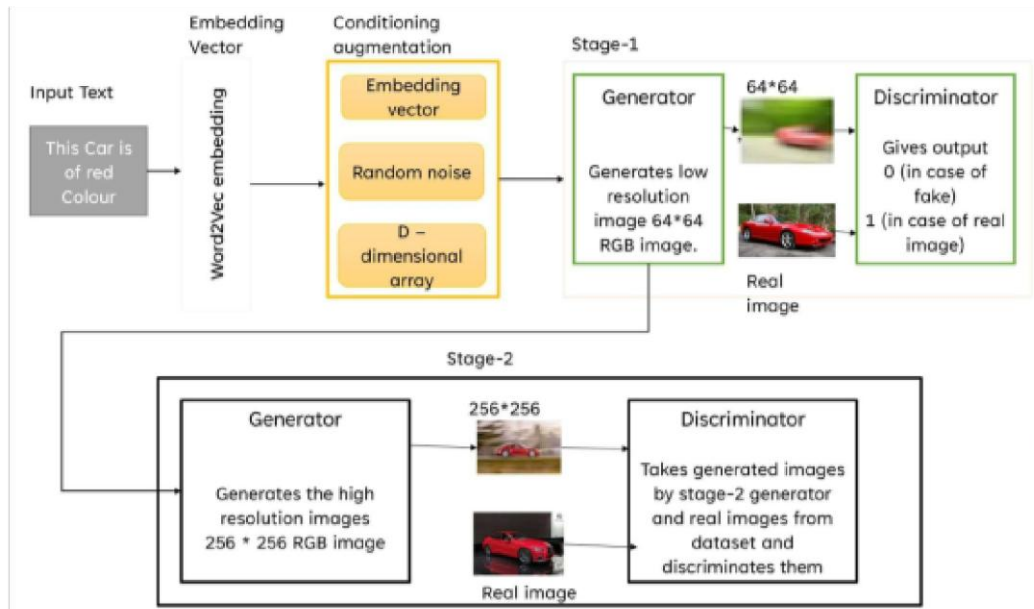 Embedding
Vector
Conditioning
augmentation
Stage-1
Input Text
This Car is
of red
Colour
Word2Vec embedding
Embedding
vector
Random noise
D –
dimensional
array
Generator
Generates low
resolution
image 64*64
RGB image.
64*64
Real
image
Discriminator
Gives output
0 (in case of
fake)
1 (in case of real
image)
Stage-2
Generator
Generates the high
resolution images
256 * 256 RGB image
256*256
Real image
Discriminator
Takes generated images
by stage-2 generator
and real images from
dataset and
discriminates them